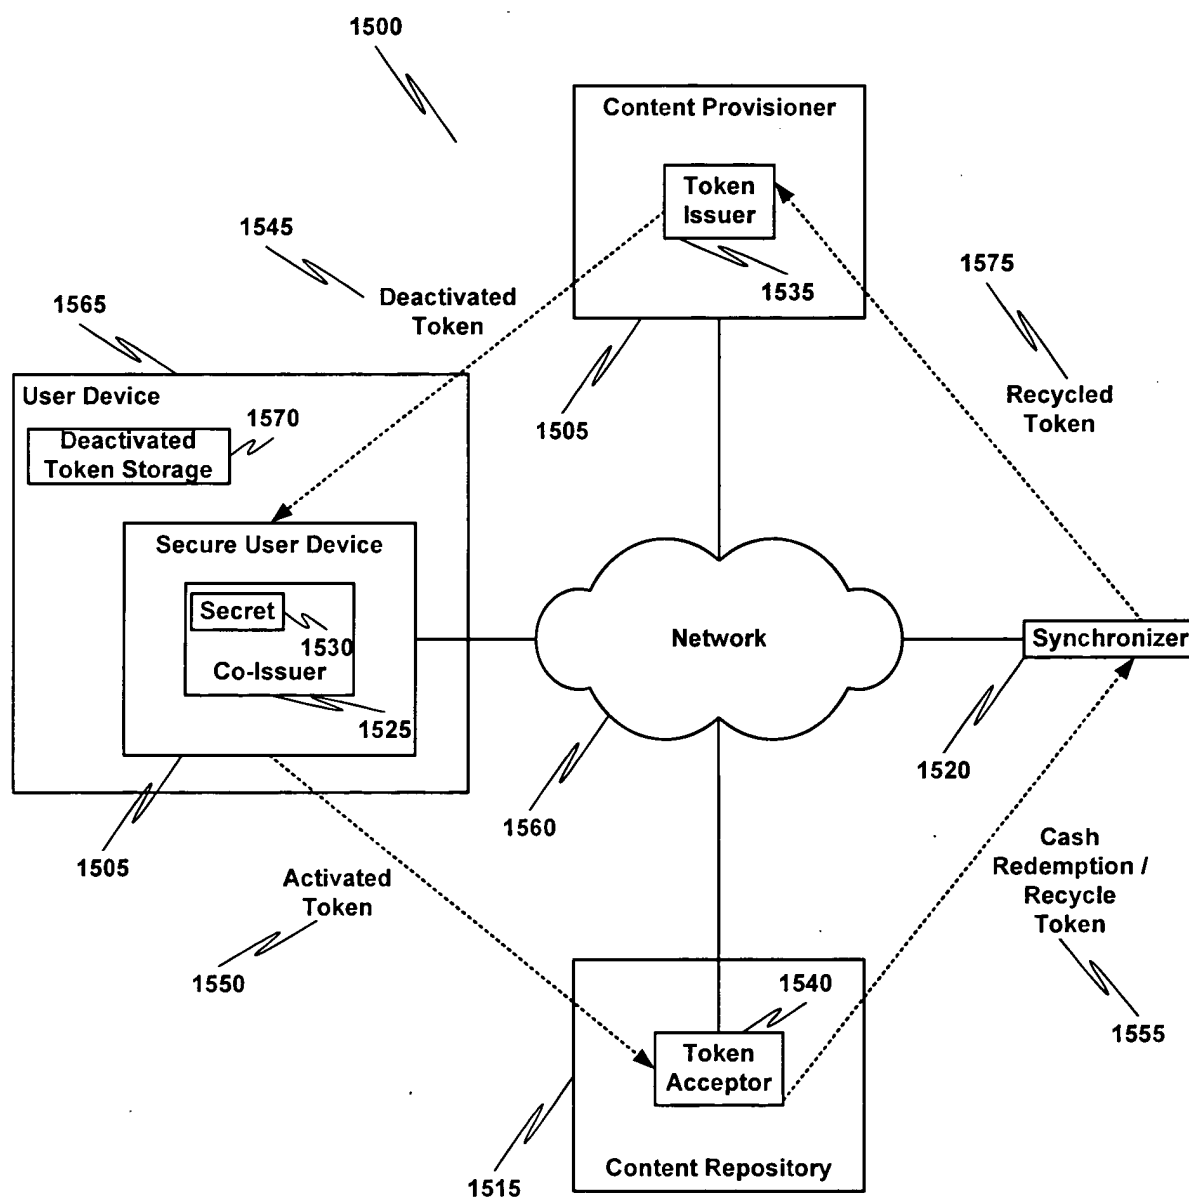 1500
Content Provisioner
Token
Issuer
1535
1545
Deactivated
Token
1575
1565
Recycled
Token
1505
User Device
1570
Deactivated
Token Storage
Secure User Device
Secret
1530
Co-Issuer
1525
Network
Synchronizer
1520
1560
1505
Activated
Token
1550
Cash
Redemption /
Recycle
Token
1555
1540
Token
Acceptor
Content Repository
1515